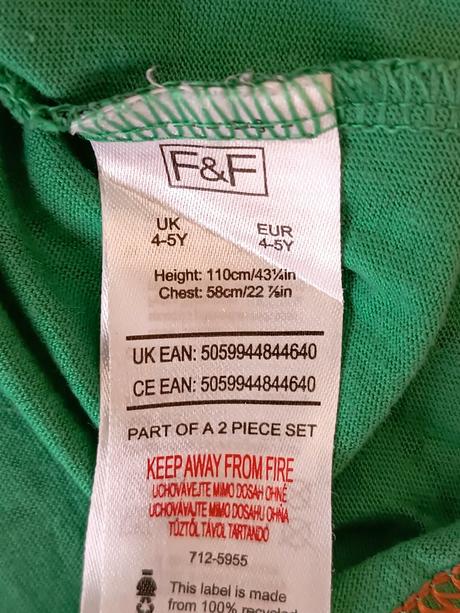 F&F
UK EUR
4-5Y 4-5Y
Height: 110cm/43¼in
Chest: 58cm/22 ⅞in
UK EAN: 5059944844640
CE EAN: 5059944844640
PART OF A 2 PIECE SET
KEEP AWAY FROM FIRE
UCHOVÁVEJTE MIMO DOSAH OHNĚ
UCHOVÁVAJTE MIMO DOSAHU OHŇA
TŰZTŐL TÁVOL TARTANDÓ
712-5955
This label is made
from 100% recycled